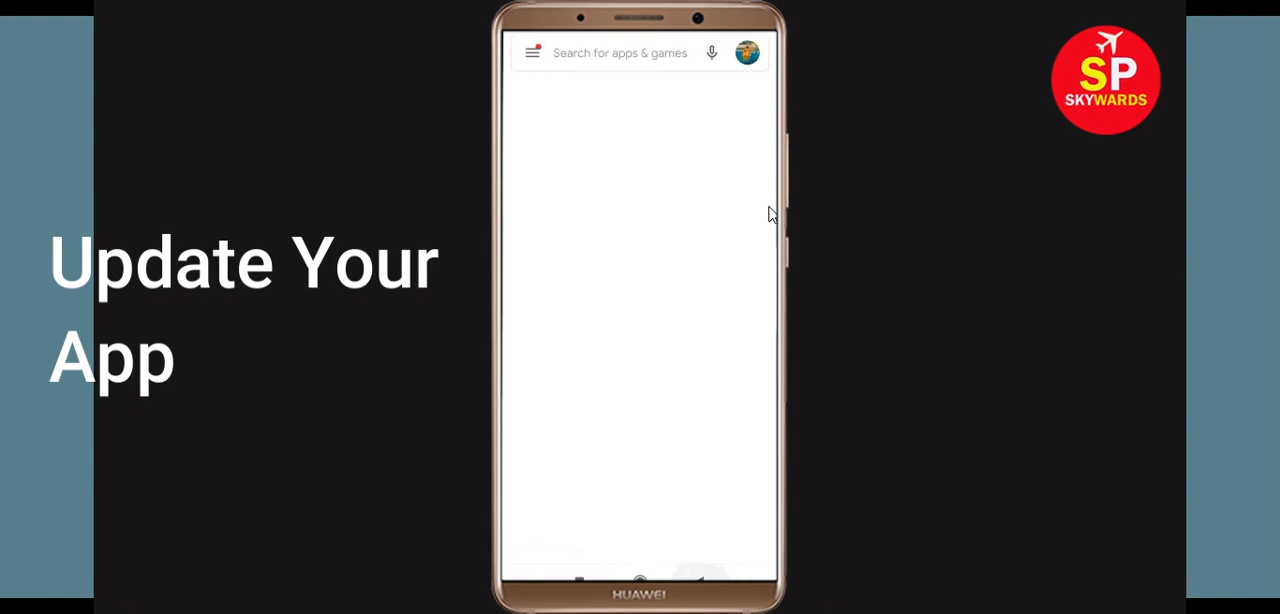 Search for apps & games
SP
SKYWARDS
Update Your
App
HUAWEI